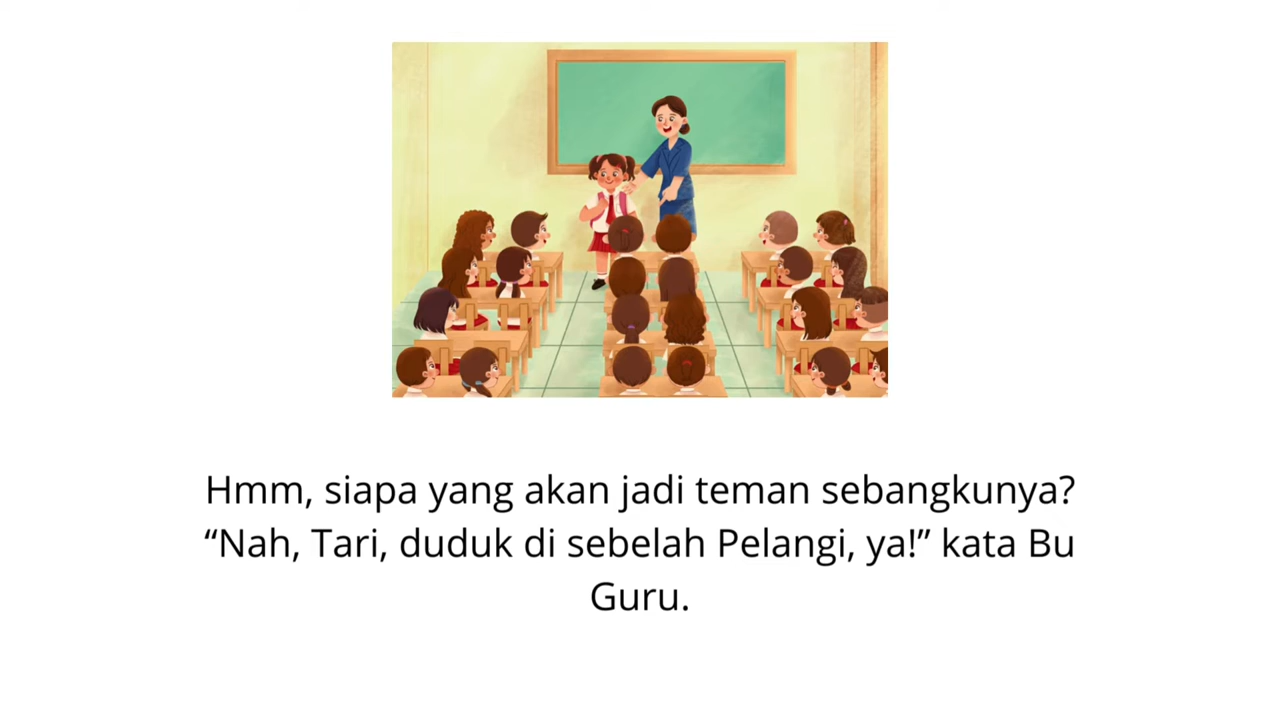 Hmm, siapa yang akan jadi teman sebangkunya?
“Nah, Tari, duduk di sebelah Pelangi, ya!” kata Bu
Guru.